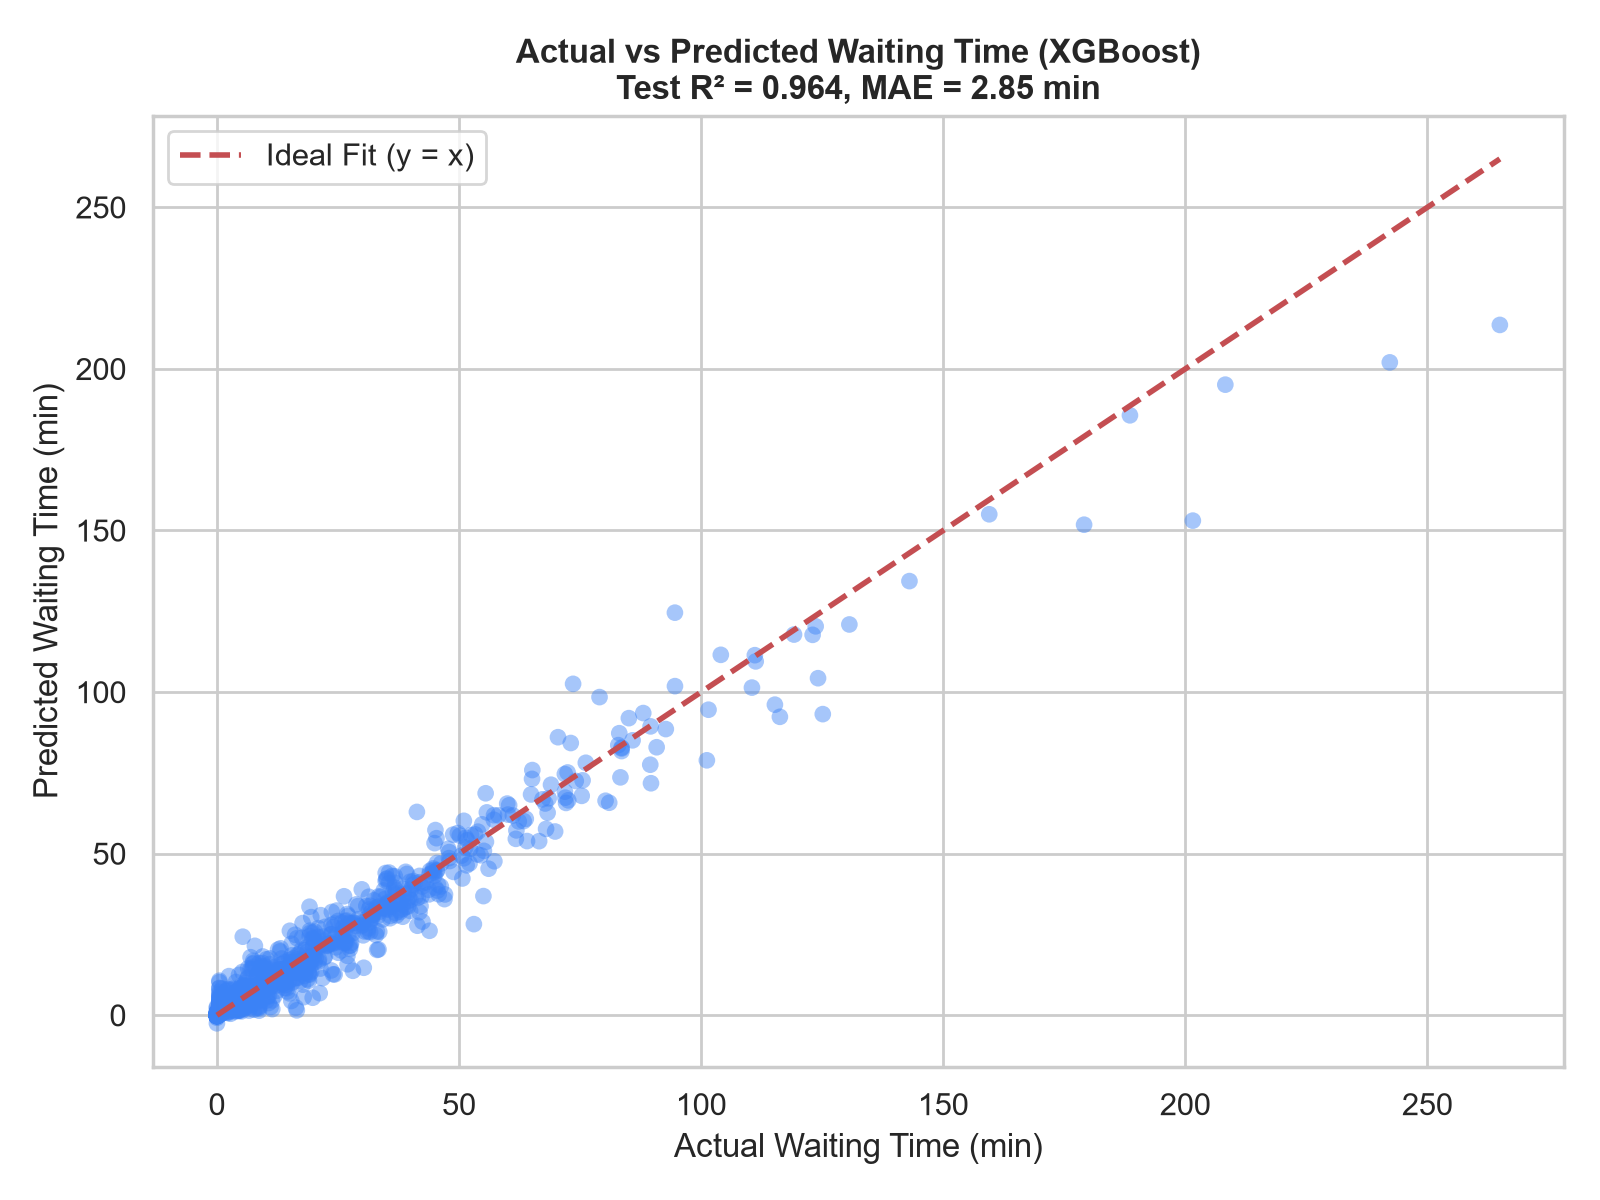 Actual vs Predicted Waiting Time (XGBoost)
Test R² = 0.964, MAE = 2.85 min
Ideal Fit (y = x)
Predicted Waiting Time (min)
250
200
150
100
50
0
0 50 100 150 200 250
Actual Waiting Time (min)